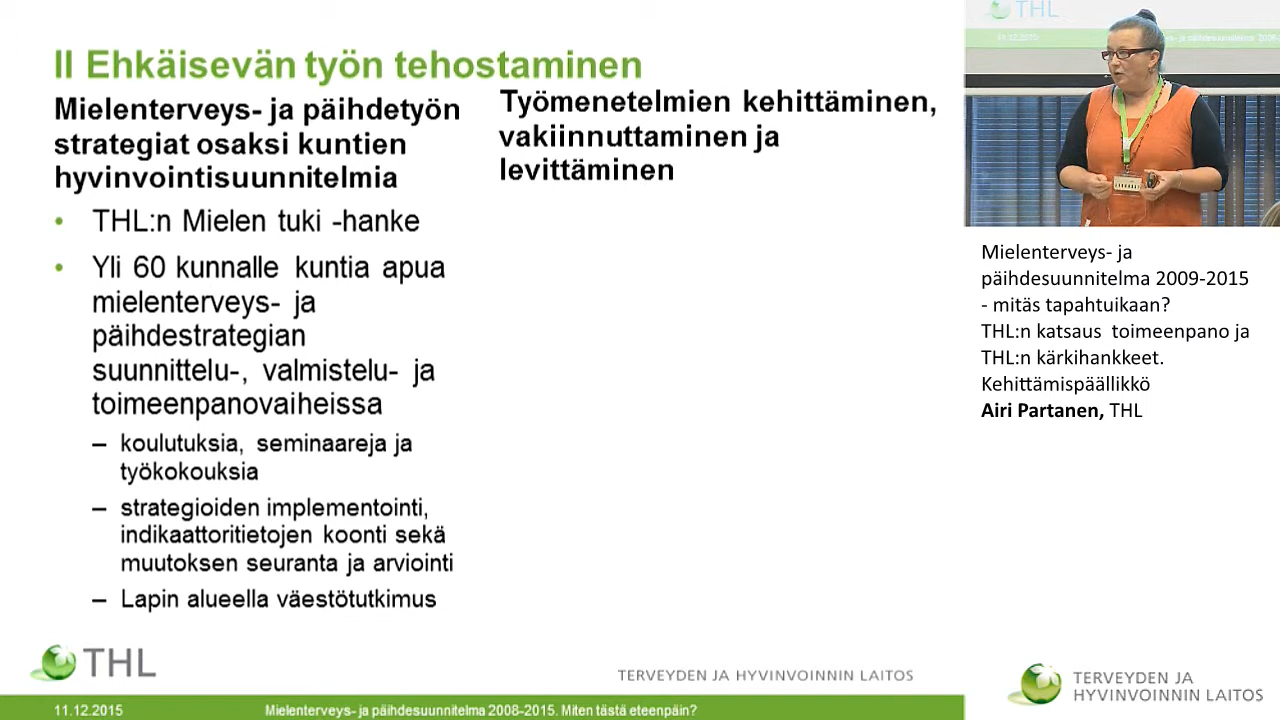 II Ehkäisevän työn tehostaminen
Mielenterveys- ja päihdetyön
strategiat osaksi kuntien
hyvinvointisuunnitelmia
• THL:n Mielen tuki -hanke
• Yli 60 kunnalle kuntia apua
mielenterveys- ja
päihdestrategian
suunnittelu-, valmistelu- ja
toimeenpanovaiheissa
– koulutuksia, seminaareja ja
työkokouksia
– strategioiden implementointi,
indikaattoritietojen koonti sekä
muutoksen seuranta ja arviointi
– Lapin alueella väestötutkimus
Työmenetelmien kehittäminen,
vakiinnuttaminen ja
levittäminen
THL
TERVEYDEN JA HYVINVOINNIN LAITOS
11.12.2015
Mielenterveys- ja päihdesuunnitelma 2008-2015. Miten tästä eteenpäin?
THL
11.12.2015
Mielenterveys- ja
päihdesuunnitelma 2009-2015
- mitäs tapahtuikaan?
THL:n katsaus toimeenpano ja
THL:n kärkihankkeet.
Kehittämispäällikkö
Airi Partanen, THL
TERVEYDEN JA
HYVINVOINNIN LAITOS